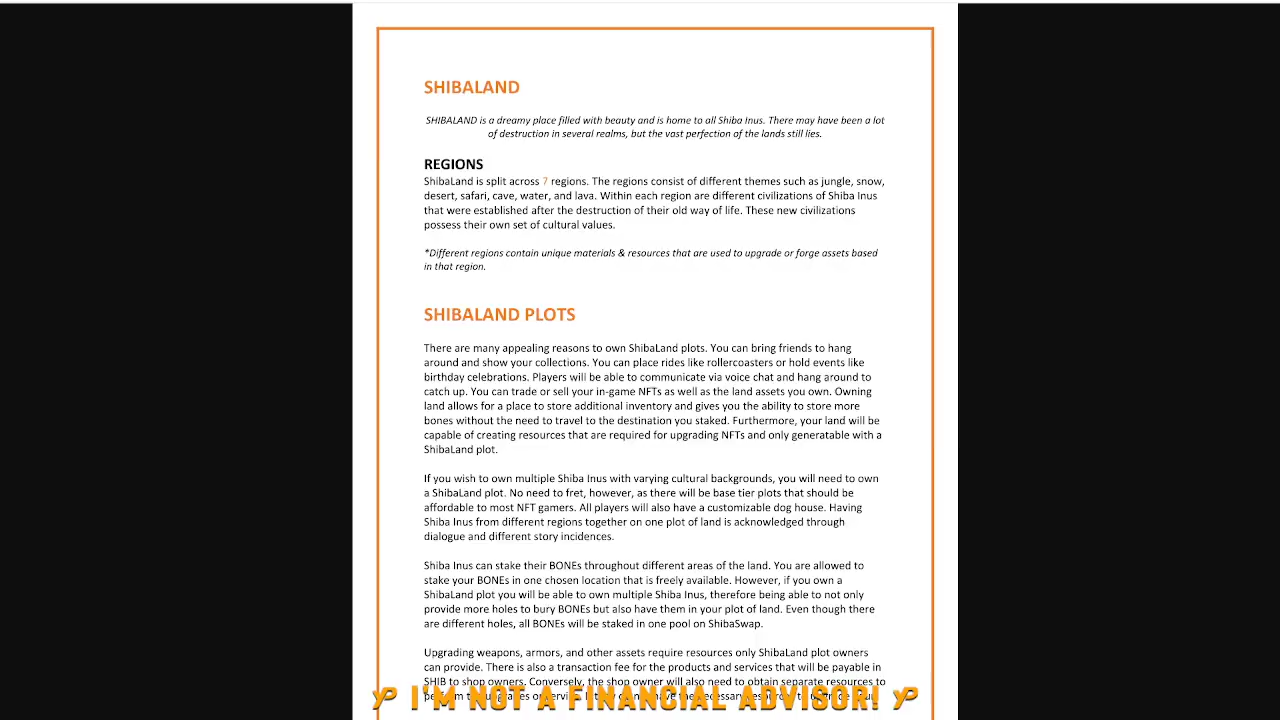 SHIBALAND
SHIBALAND is a dreamy place filled with beauty and is home to all Shiba Inus. There may have been a lot
of destruction in several realms, but the vast perfection of the lands still lies.
REGIONS
ShibaLand is split across 7 regions. The regions consist of different themes such as jungle, snow,
desert, safari, cave, water, and lava. Within each region are different civilizations of Shiba Inus
that were established after the destruction of their old way of life. These new civilizations
possess their own set of cultural values.
*Different regions contain unique materials & resources that are used to upgrade or forge assets based
in that region.
SHIBALAND PLOTS
There are many appealing reasons to own ShibaLand plots. You can bring friends to hang
around and show your collections. You can place rides like rollercoasters or hold events like
birthday celebrations. Players will be able to communicate via voice chat and hang around to
catch up. You can trade or sell your in-game NFTs as well as the land assets you own. Owning
land allows for a place to store additional inventory and gives you the ability to store more
bones without the need to travel to the destination you staked. Furthermore, your land will be
capable of creating resources that are required for upgrading NFTs and only generatable with a
ShibaLand plot.
If you wish to own multiple Shiba Inus with varying cultural backgrounds, you will need to own
a ShibaLand plot. No need to fret, however, as there will be base tier plots that should be
affordable to most NFT gamers. All players will also have a customizable dog house. Having
Shiba Inus from different regions together on one plot of land is acknowledged through
dialogue and different story incidences.
Shiba Inus can stake their BONEs throughout different areas of the land. You are allowed to
stake your BONEs in one chosen location that is freely available. However, if you own a
ShibaLand plot you will be able to own multiple Shiba Inus, therefore being able to not only
provide more holes to bury BONEs but also have them in your plot of land. Even though there
are different holes, all BONEs will be staked in one pool on ShibaSwap.
Upgrading weapons, armors, and other assets require resources only ShibaLand plot owners
can provide. There is also a transaction fee for the products and services that will be payable in
SHIB to shop owners. Conversely, the shop owner will also need to obtain separate resources to
I'M NOT A FINANCIAL ADVISOR!